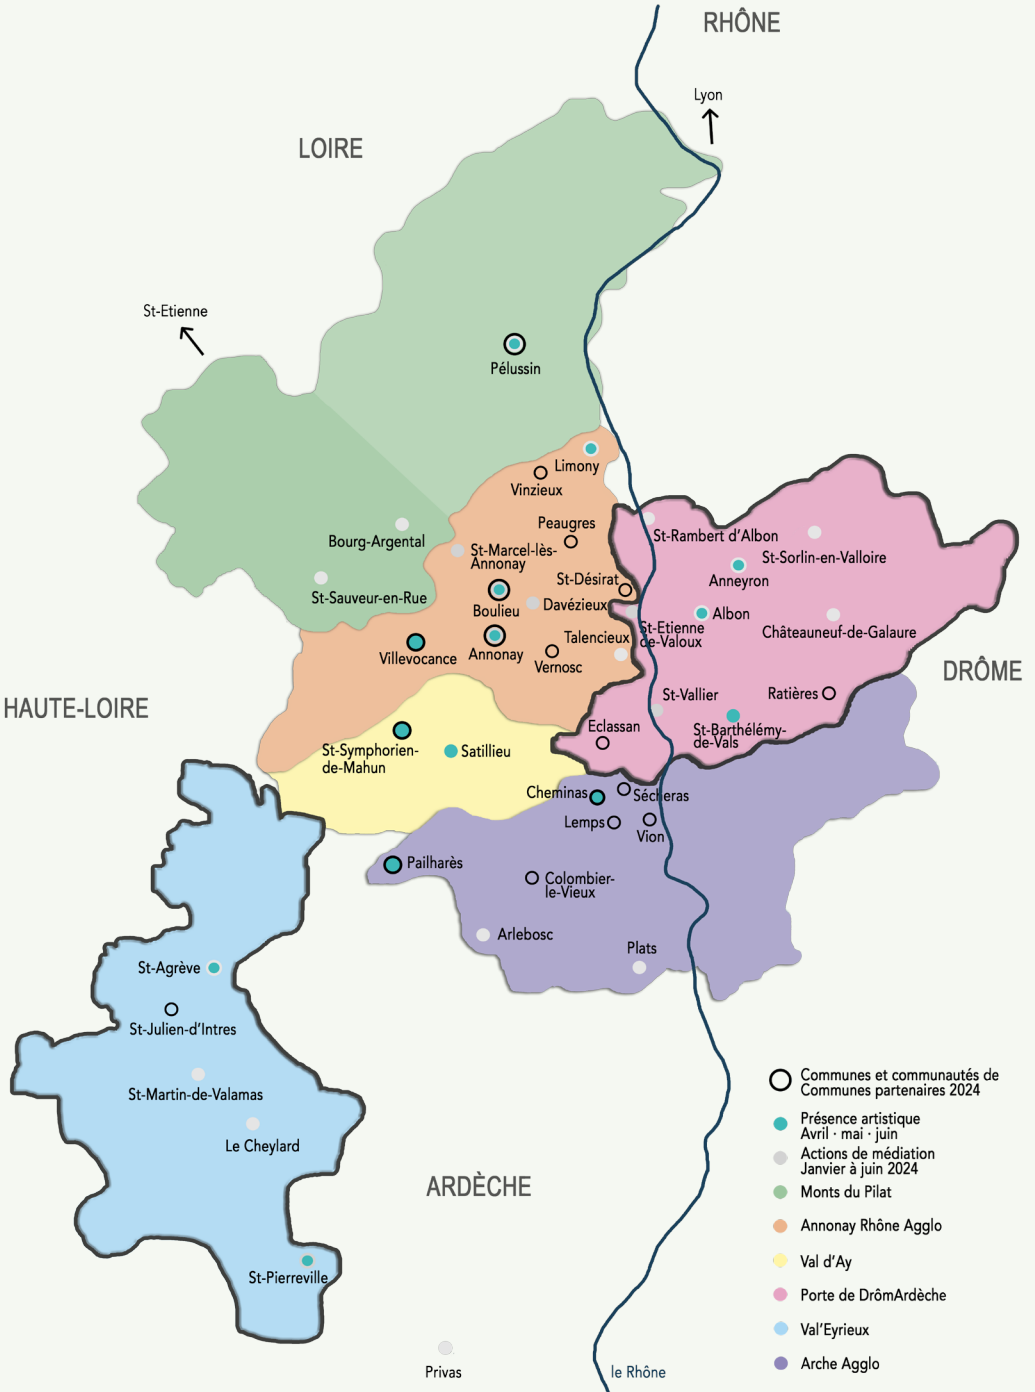 RHÔNE
Lyon
LOIRE
St-Etienne
Pélussin
Limony
Vinzieux
Peaugres
Bourg-Argental
St-Marcel-lès-
Annonay
St-Rambert d'Albon
St-Sorlin-en-Valloire
Anneyron
St-Désirat
St-Sauveur-en-Rue
Boulieu
Davézieux
Albon
St-Etienne
de-Valoux
Châteauneuf-de-Galaure
Talencieux
Villevocance
Annonay
Vernosc
DRÔME
HAUTE-LOIRE
St-Vallier
Ratières
Eclassan
St-Barthélémy-
de-Vals
St-Symphorien-
de-Mahun
Satillieu
Cheminas
Sécheras
Lemps
Vion
Pailharès
Colombier-
le-Vieux
Arlebosc
Plats
St-Agrève
St-Julien-d'Intres
St-Martin-de-Valamas
Le Cheylard
ARDÈCHE
St-Pierreville
Privas
le Rhône
Communes et communautés de
Communes partenaires 2024
Présence artistique
Avril · mai · juin
Actions de médiation
Janvier à juin 2024
Monts du Pilat
Annonay Rhône Agglo
Val d'Ay
Porte de DrômArdèche
Val'Eyrieux
Arche Agglo